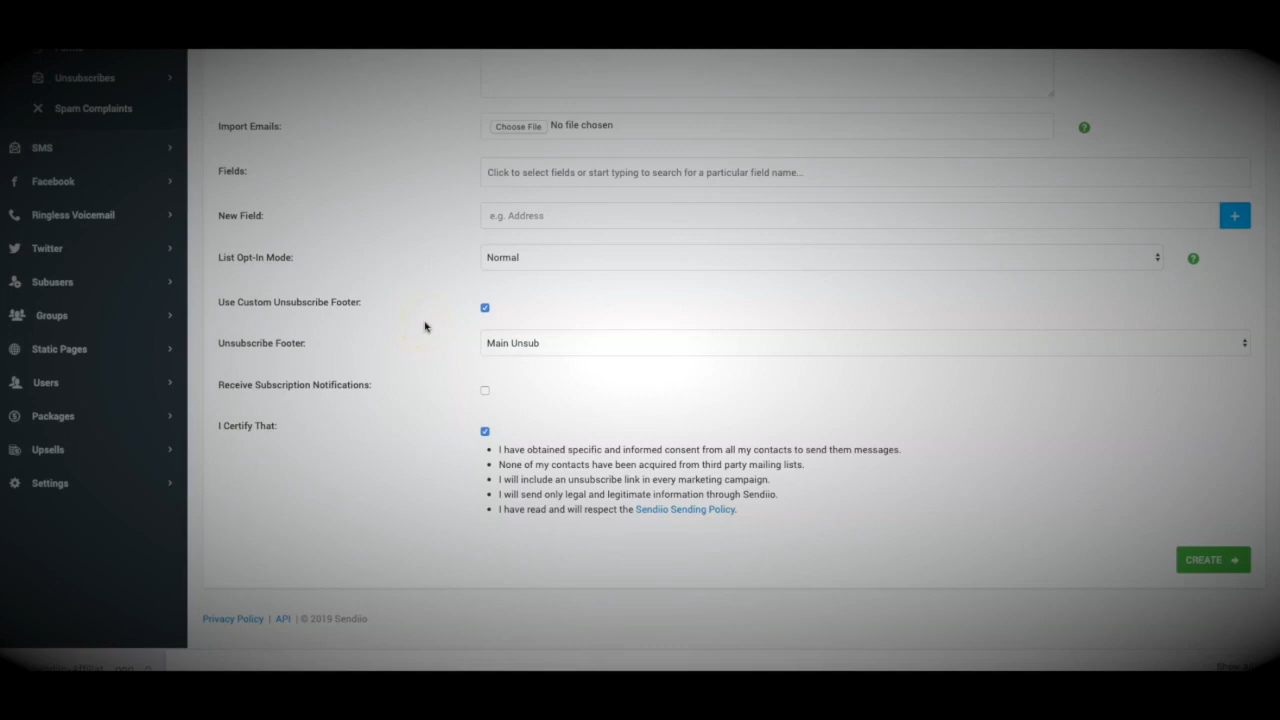 Unsubscribes
Spam Complaints
SMS
Facebook
Ringless Voicemail
Twitter
Subusers
Groups
Static Pages
Users
Packages
Upsells
Settings
Import Emails:
Choose File No file chosen
Fields:
Click to select fields or start typing to search for a particular field name...
New Field:
e.g. Address
List Opt-In Mode:
Normal
Use Custom Unsubscribe Footer:
Unsubscribe Footer:
Main Unsub
Receive Subscription Notifications:
I Certify That:
• I have obtained specific and informed consent from all my contacts to send them messages.
• None of my contacts have been acquired from third party mailing lists.
• I will include an unsubscribe link in every marketing campaign.
• I will send only legal and legitimate information through Sendiio.
• I have read and will respect the Sendiio Sending Policy.
CREATE
Privacy Policy | API | © 2019 Sendiio